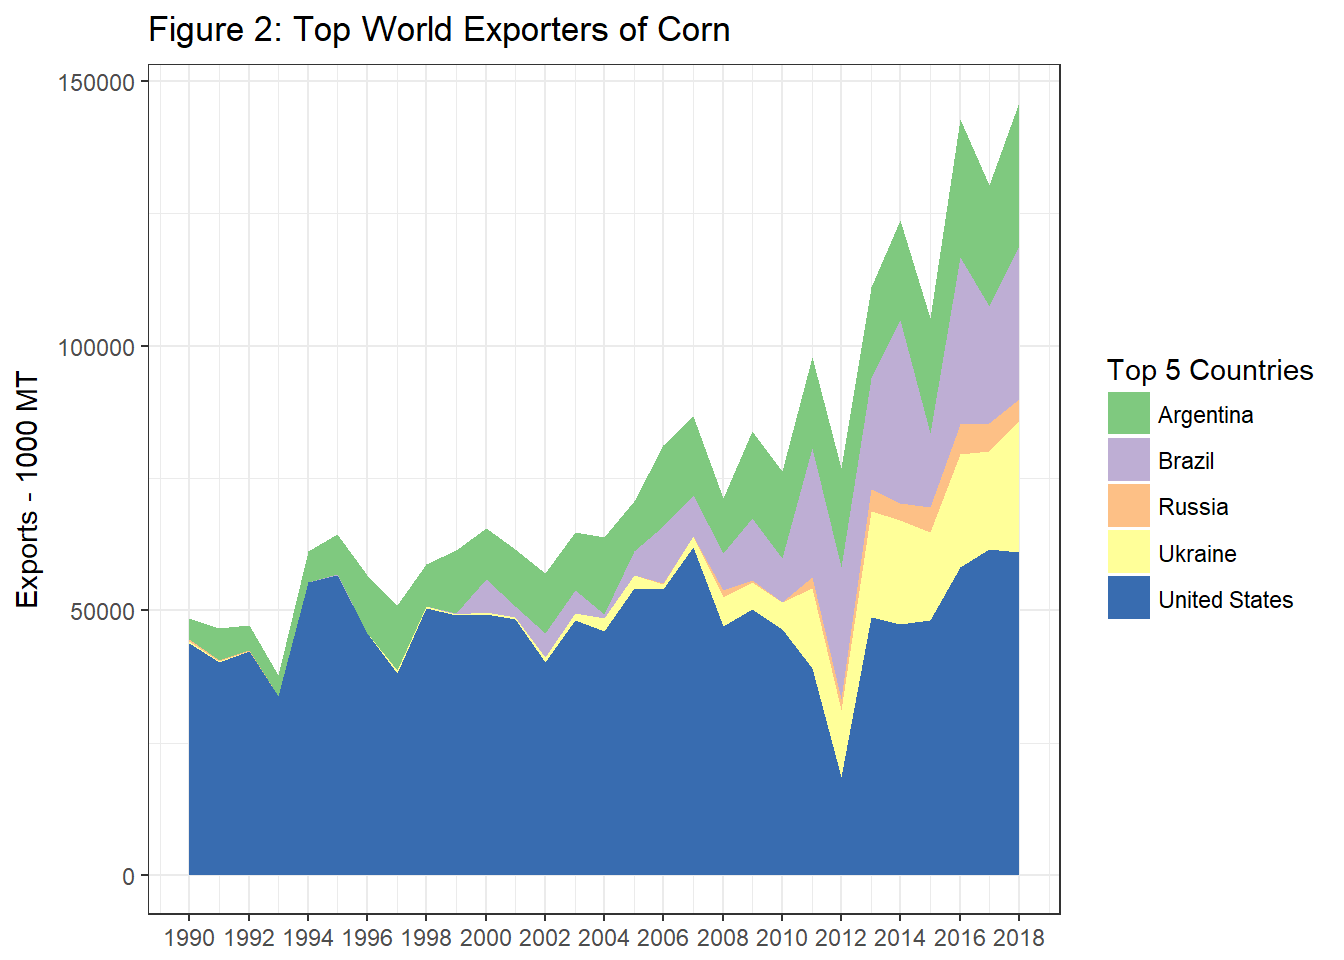 Figure 2: Top World Exporters of Corn
150000
100000
50000
0
Exports - 1000 MT
1990 1992 1994 1996 1998 2000 2002 2004 2006 2008 2010 2012 2014 2016 2018
Top 5 Countries
Argentina
Brazil
Russia
Ukraine
United States